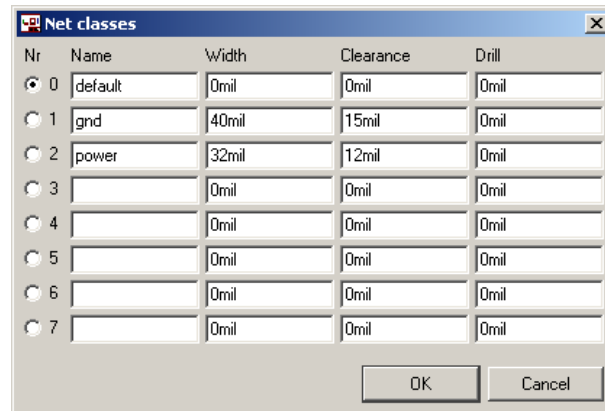 Net classes
Nr Name Width Clearance Drill
0 default 0mil 0mil 0mil
1 gnd 40mil 15mil 0mil
2 power 32mil 12mil 0mil
3 0mil 0mil 0mil
4 0mil 0mil 0mil
5 0mil 0mil 0mil
6 0mil 0mil 0mil
7 0mil 0mil 0mil
OK Cancel